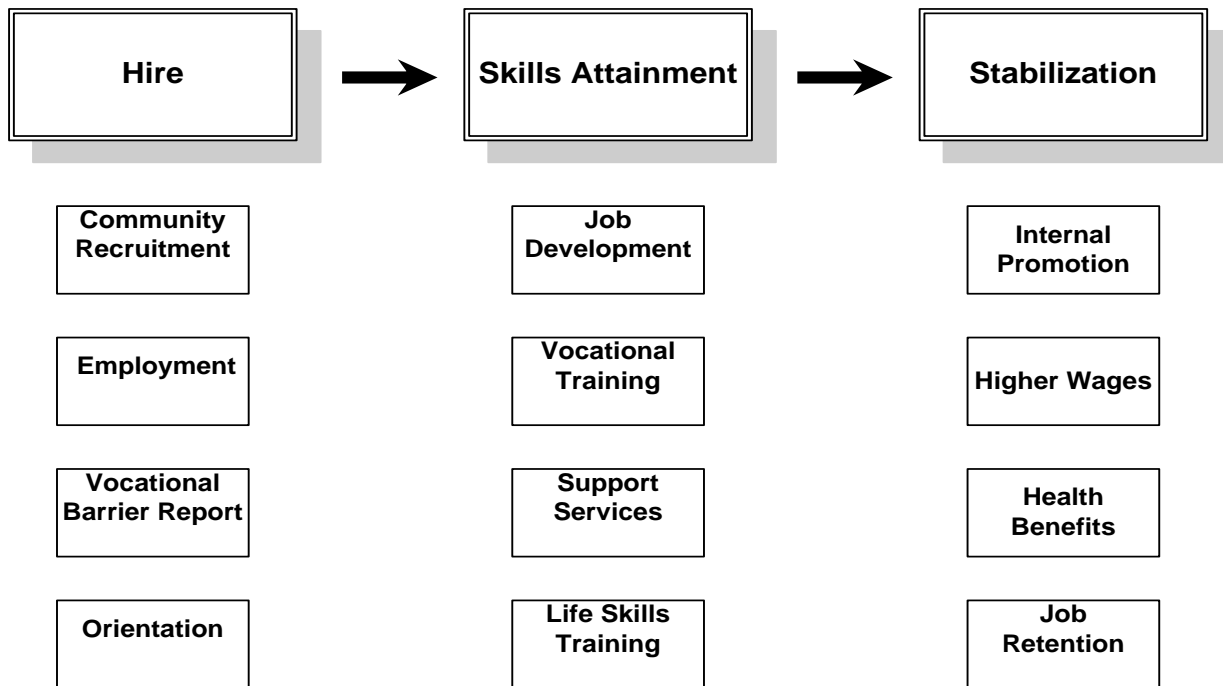 Hire
Skills Attainment
Stabilization
Community
Recruitment
Job
Development
Internal
Promotion
Employment
Vocational
Training
Higher Wages
Vocational
Barrier Report
Support
Services
Health
Benefits
Orientation
Life Skills
Training
Job
Retention